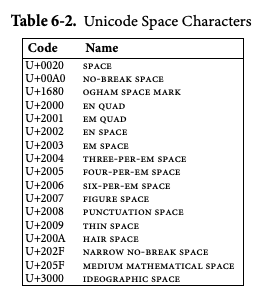 Table 6-2. Unicode Space Characters
Code Name
U+0020 SPACE
U+00A0 NO-BREAK SPACE
U+1680 OGHAM SPACE MARK
U+2000 EN QUAD
U+2001 EM QUAD
U+2002 EN SPACE
U+2003 EM SPACE
U+2004 THREE-PER-EM SPACE
U+2005 FOUR-PER-EM SPACE
U+2006 SIX-PER-EM SPACE
U+2007 FIGURE SPACE
U+2008 PUNCTUATION SPACE
U+2009 THIN SPACE
U+200A HAIR SPACE
U+202F NARROW NO-BREAK SPACE
U+205F MEDIUM MATHEMATICAL SPACE
U+3000 IDEOGRAPHIC SPACE